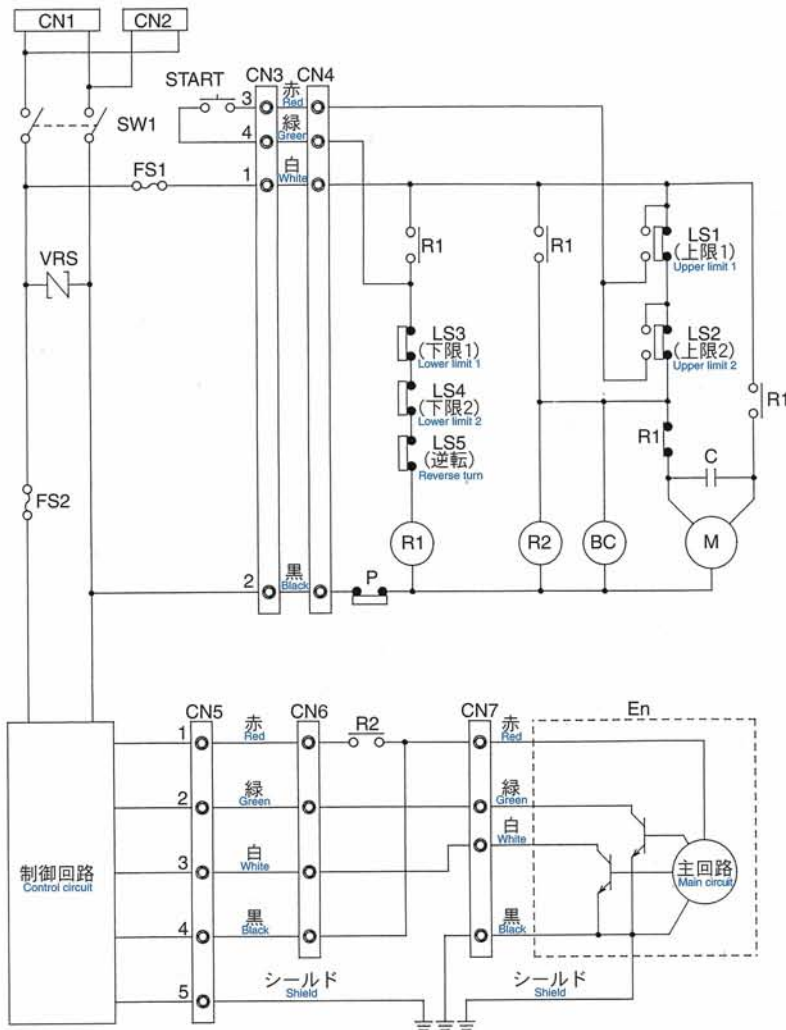 CN1
CN2
START
CN3
CN4
赤
Red
3
緑
Green
4
SW1
白
White
FS1
1
VRS
R1
R1
LS1
(上限1)
Upper limit 1
LS3
(下限1)
Lower limit 1
LS2
(上限2)
Upper limit 2
LS4
(下限2)
Lower limit 2
R1
R1
LS5
(逆転)
Reverse turn
C
FS2
R1
R2
BC
M
黒
Black
2
P
CN5
赤
Red
CN6
R2
CN7
赤
Red
En
1
緑
Green
緑
Green
2
白
White
白
White
3
制御回路
Control circuit
主回路
Main circuit
黒
Black
黒
Black
4
シールド
Shield
シールド
Shield
5